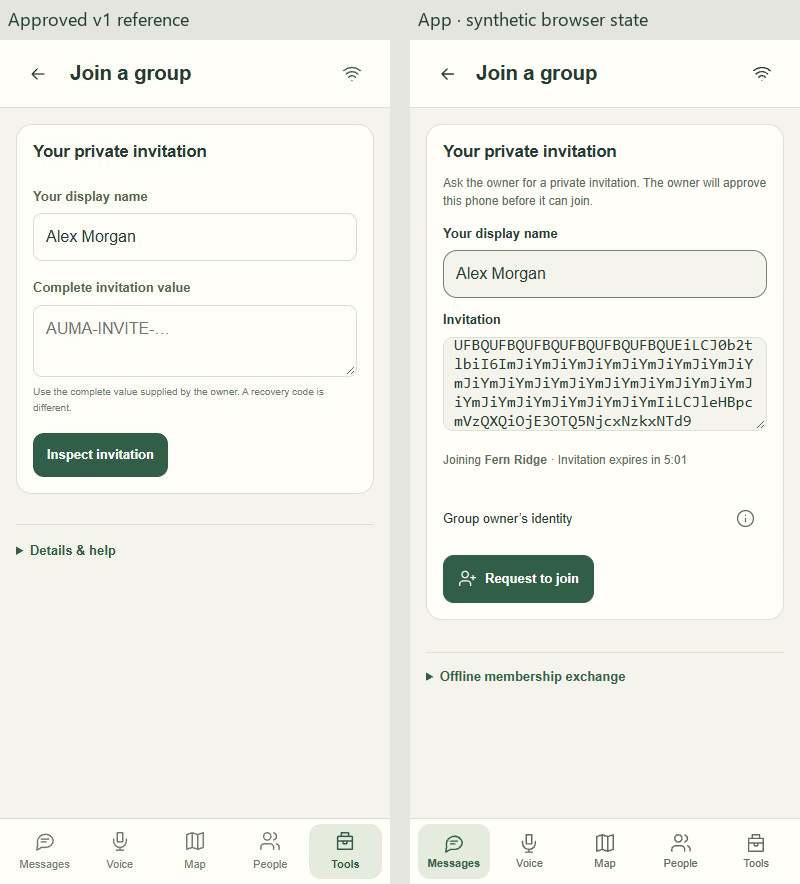 Approved v1 reference
Join a group
Your private invitation
Your display name
Alex Morgan
Complete invitation value
AUMA-INVITE-…
Use the complete value supplied by the owner. A recovery code is
different.
Inspect invitation
Details & help
Messages
Voice
Map
People
Tools
App · synthetic browser state
Join a group
Your private invitation
Ask the owner for a private invitation. The owner will approve
this phone before it can join.
Your display name
Alex Morgan
Invitation
UFBQUFBQUFBQUFBQUFBQUFBQUEiLCJ0b2t
lbiI6ImJiYmJiYmJiYmJiYmJiYmJiYmJiY
mJiYmJiYmJiYmJiYmJiYmJiYmJiYmJiYmJ
iYmJiYmJiYmJiYmJiYmJiYmIiLCJleHBpc
mVzQXQiOjE3OTQ5NjcxNzkxNTd9
Joining Fern Ridge · Invitation expires in 5:01
Group owner’s identity
Request to join
Offline membership exchange
Messages
Voice
Map
People
Tools